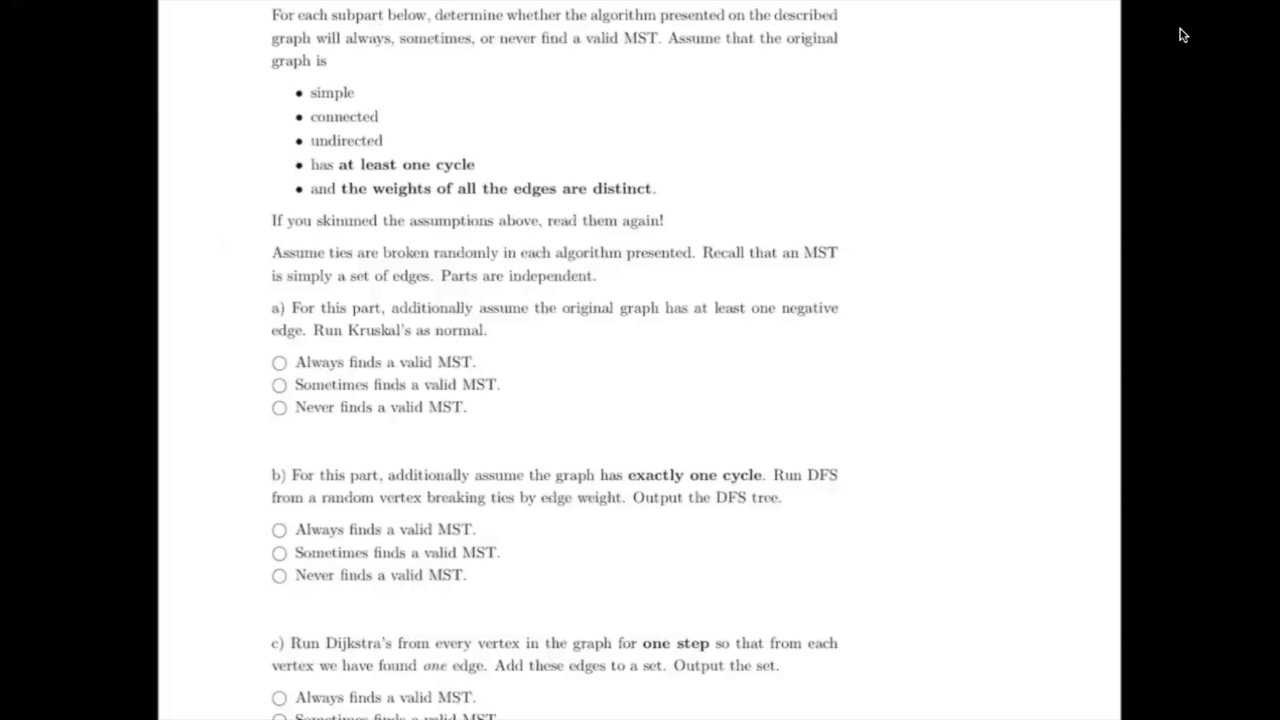 For each subpart below, determine whether the algorithm presented on the described
graph will always, sometimes, or never find a valid MST. Assume that the original
graph is
• simple
• connected
• undirected
• has at least one cycle
• and the weights of all the edges are distinct.
If you skimmed the assumptions above, read them again!
Assume ties are broken randomly in each algorithm presented. Recall that an MST
is simply a set of edges. Parts are independent.
a) For this part, additionally assume the original graph has at least one negative
edge. Run Kruskal's as normal.
Always finds a valid MST.
Sometimes finds a valid MST.
Never finds a valid MST.
b) For this part, additionally assume the graph has exactly one cycle. Run DFS
from a random vertex breaking ties by edge weight. Output the DFS tree.
Always finds a valid MST.
Sometimes finds a valid MST.
Never finds a valid MST.
c) Run Dijkstra's from every vertex in the graph for one step so that from each
vertex we have found one edge. Add these edges to a set. Output the set.
Always finds a valid MST.
Sometimes finds a valid MST